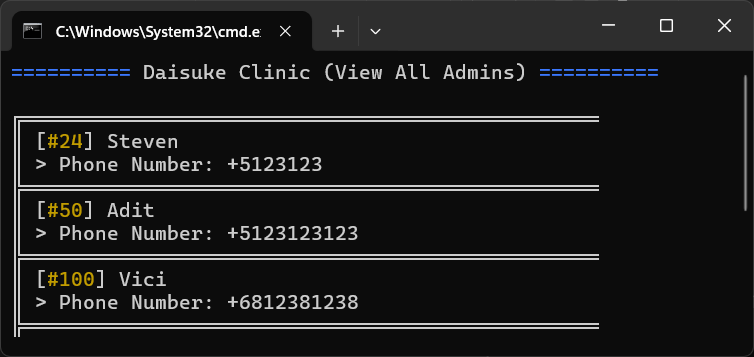 C:\Windows\System32\cmd.e
========== Daisuke Clinic (View All Admins) ==========
[#24] Steven
> Phone Number: +5123123
[#50] Adit
> Phone Number: +5123123123
[#100] Vici
> Phone Number: +6812381238